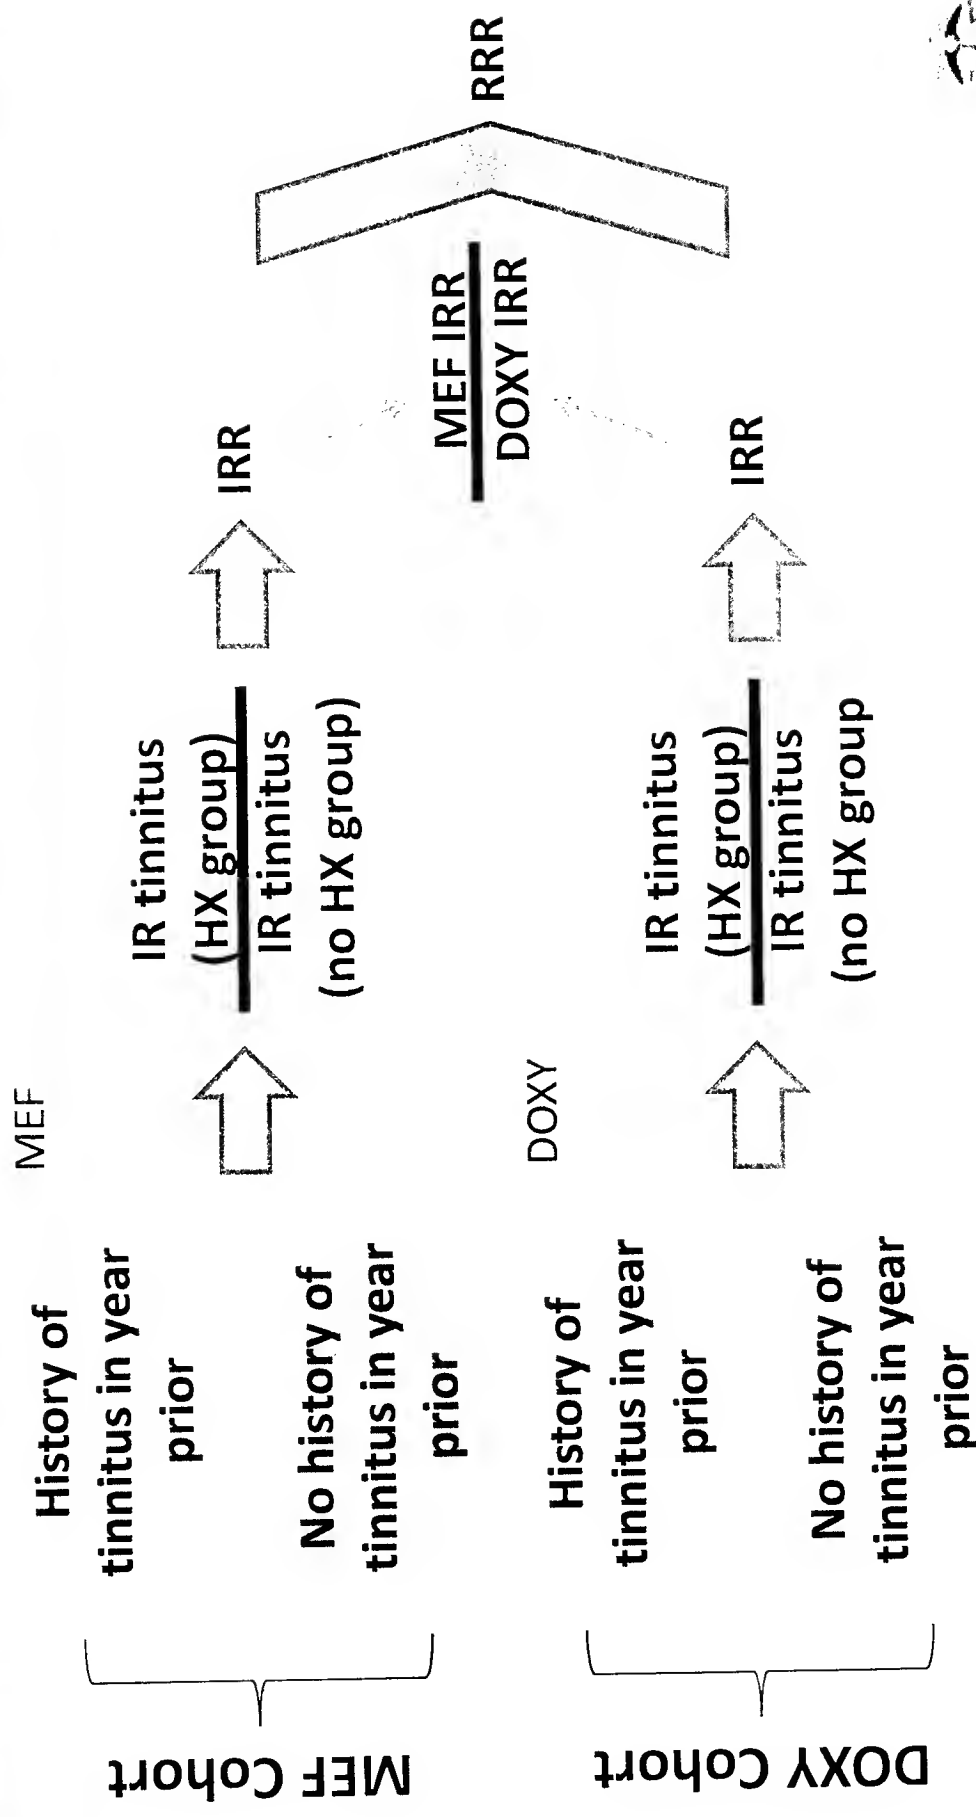 MEF Cohort
History of
tinnitus in year
prior
No history of
tinnitus in year
prior
MEF
IR tinnitus
(HX group)
IR tinnitus
(no HX group)
IRR
DOXY Cohort
History of
tinnitus in year
prior
No history of
tinnitus in year
prior
DOXY
IR tinnitus
(HX group)
IR tinnitus
(no HX group
IRR
MEF IRR
DOXY IRR
RRR